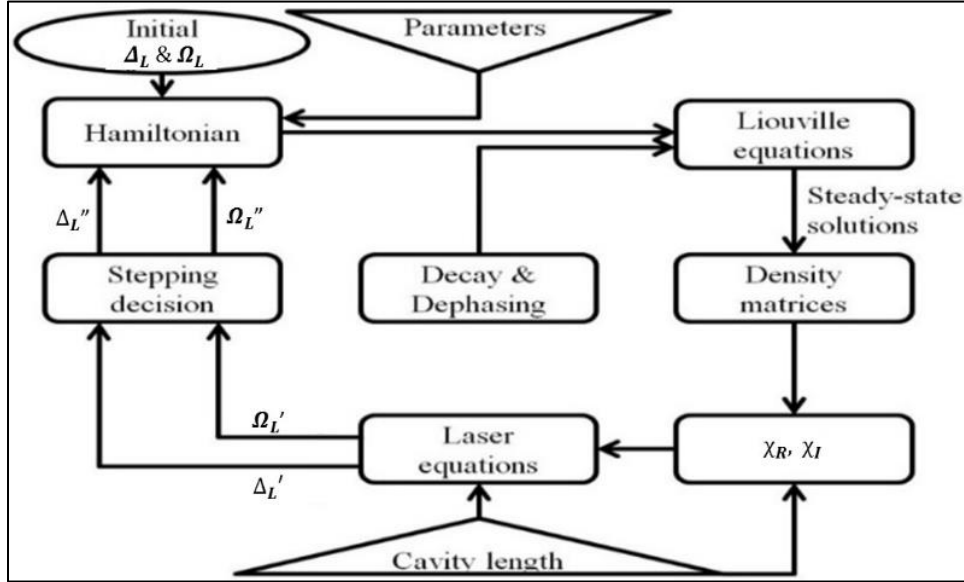 Initial
Δ_L & Ω_L
Parameters
Hamiltonian
Liouville
equations
Δ_L″
Ω_L″
Steady-state
solutions
Stepping
decision
Decay &
Dephasing
Density
matrices
Ω_L′
Δ_L′
Laser
equations
χ_R, χ_I
Cavity length